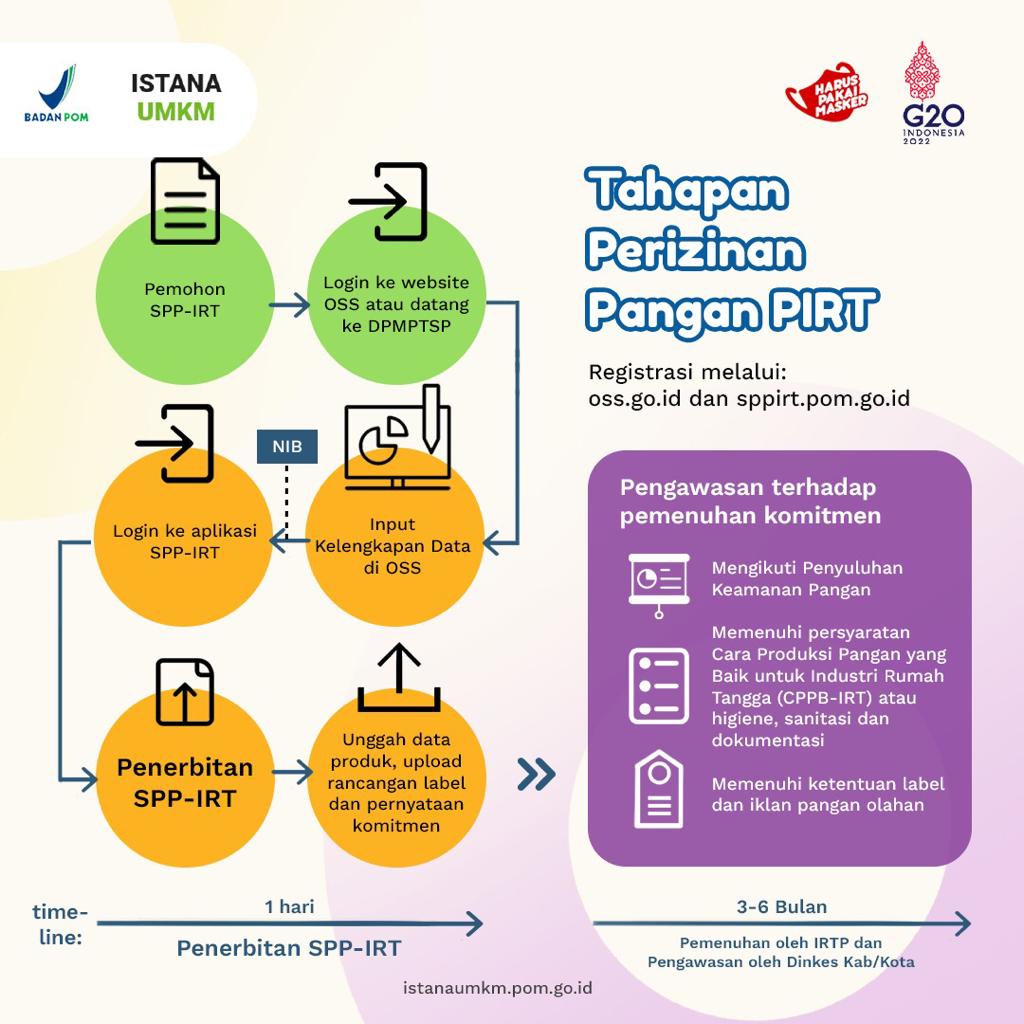 BADAN POM
ISTANA
UMKM
HARUS
PAKAI
MASKER
G20
INDONESIA
2022
Tahapan
Perizinan
Pangan PIRT
Registrasi melalui:
oss.go.id dan sppirt.pom.go.id
Pemohon
SPP-IRT
Login ke website
OSS atau datang
ke DPMPTSP
Input
Kelengkapan Data
di OSS
NIB
Login ke aplikasi
SPP-IRT
Penerbitan
SPP-IRT
Unggah data
produk, upload
rancangan label
dan pernyataan
komitmen
Pengawasan terhadap
pemenuhan komitmen
Mengikuti Penyuluhan
Keamanan Pangan
Memenuhi persyaratan
Cara Produksi Pangan yang
Baik untuk Industri Rumah
Tangga (CPPB-IRT) atau
higiene, sanitasi dan
dokumentasi
Memenuhi ketentuan label
dan iklan pangan olahan
time-
line:
1 hari
Penerbitan SPP-IRT
3-6 Bulan
Pemenuhan oleh IRTP dan
Pengawasan oleh Dinkes Kab/Kota
istanaumkm.pom.go.id